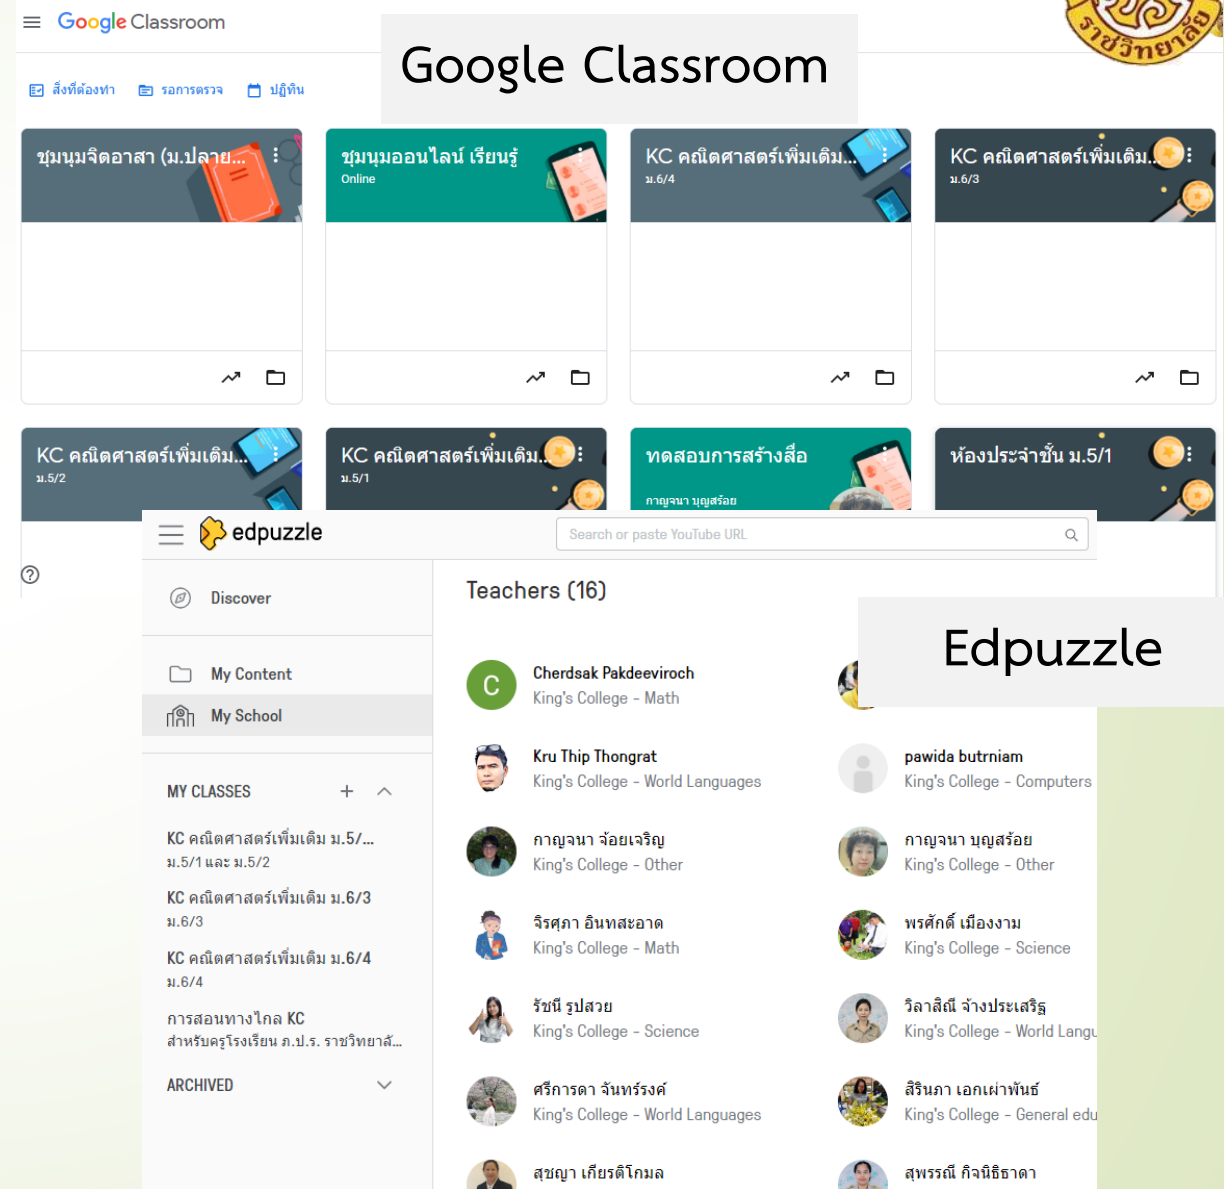 Google Classroom
Google Classroom
ราชวิทยาลัย
สิ่งที่ต้องทำ รอการตรวจ ปฏิทิน
ชุมนุมจิตอาสา (ม.ปลาย...
ชุมนุมออนไลน์ เรียนรู้
Online
KC คณิตศาสตร์เพิ่มเติม...
ม.6/4
KC คณิตศาสตร์เพิ่มเติม...
ม.6/3
KC คณิตศาสตร์เพิ่มเติม...
ม.5/2
KC คณิตศาสตร์เพิ่มเติม...
ม.5/1
ทดสอบการสร้างสื่อ
กาญจนา บุญสร้อย
ห้องประจำชั้น ม.5/1
edpuzzle
Search or paste YouTube URL
Discover
My Content
My School
MY CLASSES
KC คณิตศาสตร์เพิ่มเติม ม.5/...
ม.5/1 และ ม.5/2
KC คณิตศาสตร์เพิ่มเติม ม.6/3
ม.6/3
KC คณิตศาสตร์เพิ่มเติม ม.6/4
ม.6/4
การสอนทางไกล KC
สำหรับครูโรงเรียน ภ.ป.ร. ราชวิทยาลั...
ARCHIVED
Teachers (16)
Edpuzzle
C
Cherdsak Pakdeeviroch
King's College - Math
Kru Thip Thongrat
King's College - World Languages
pawida butrniam
King's College - Computers
กาญจนา จ้อยเจริญ
King's College - Other
กาญจนา บุญสร้อย
King's College - Other
จิรศุภา อินทสะอาด
King's College - Math
พรศักดิ์ เมืองงาม
King's College - Science
รัชนี รูปสวย
King's College - Science
วิลาสิณี จ้างประเสริฐ
King's College - World Langu
ศรีการดา จันทร์รงค์
King's College - World Languages
สิรินภา เอกเผ่าพันธ์
King's College - General edu
สุชญา เกียรติโกมล
สุพรรณี กิจนิธิธาดา